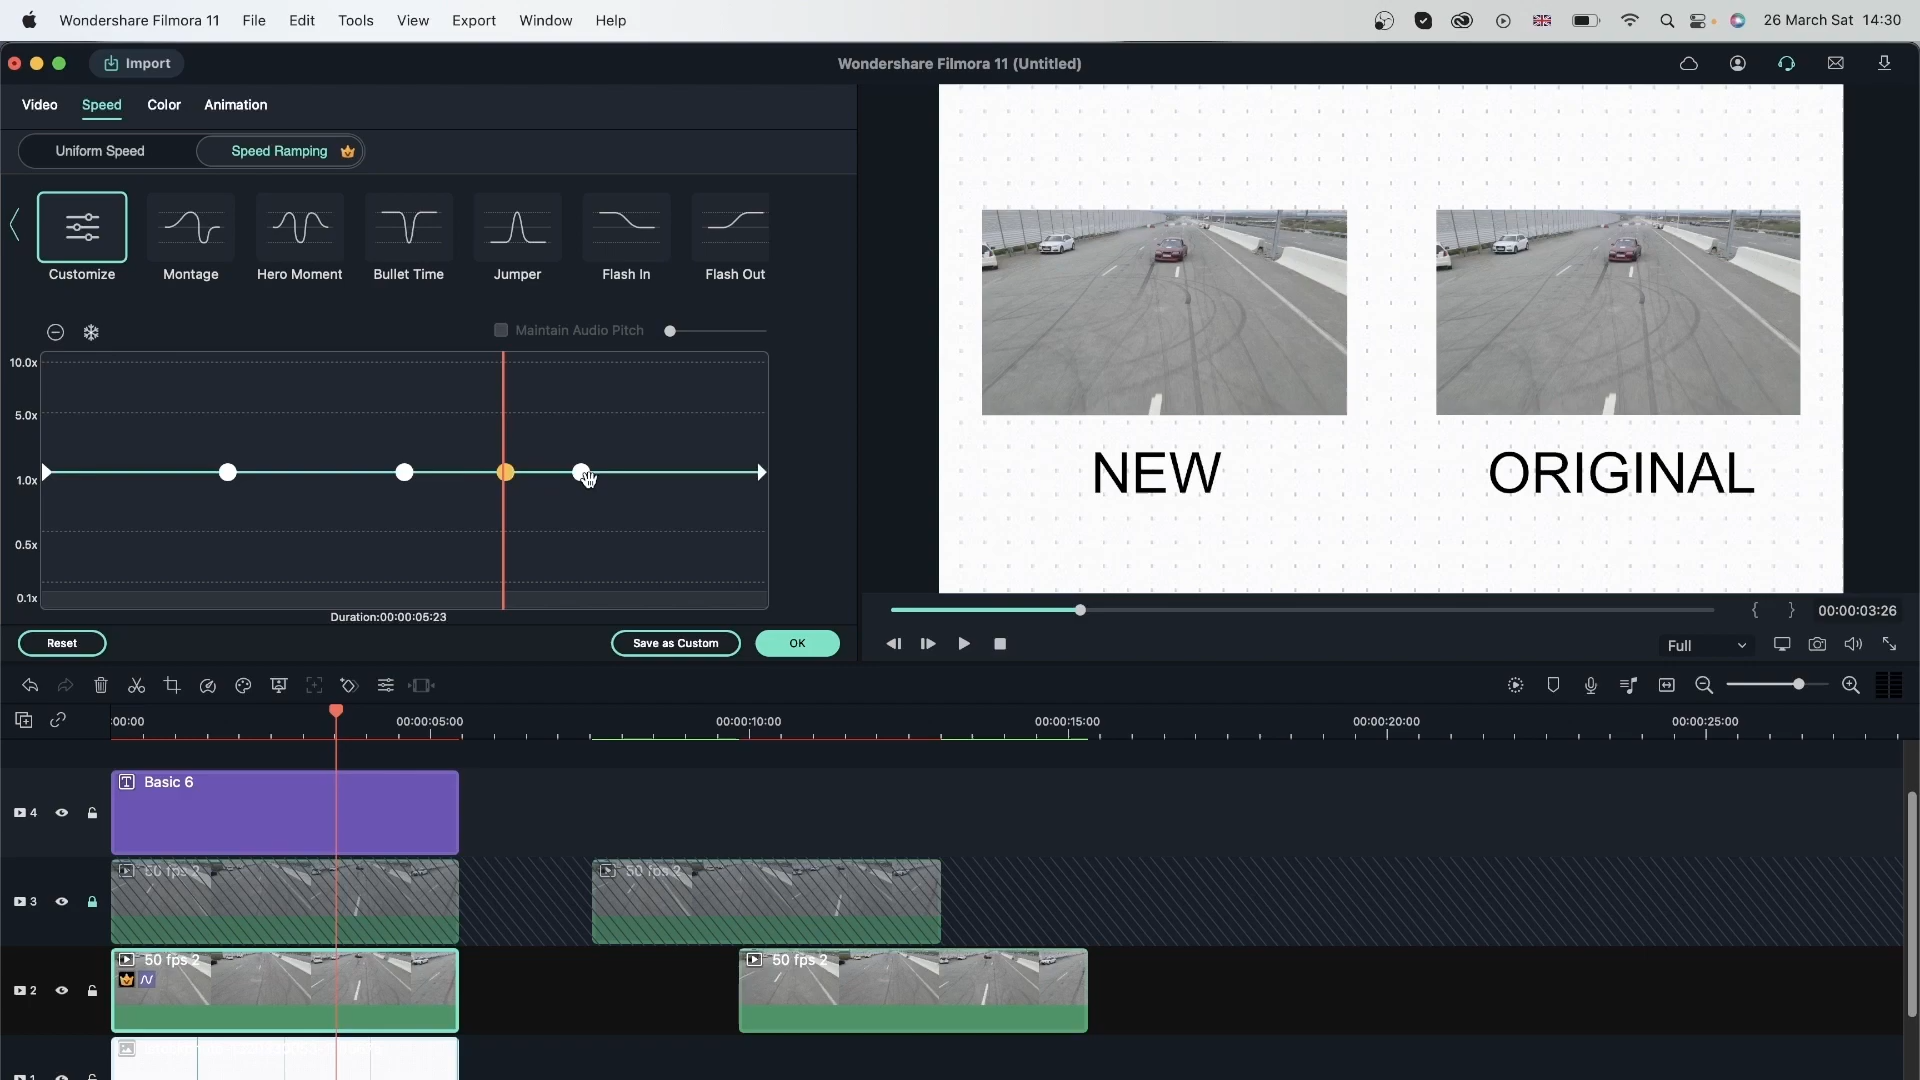 Wondershare Filmora 11 File Edit Tools View Export Window Help 26 March Sat 14:30
Import Wondershare Filmora 11 (Untitled)
Video Speed Color Animation
Uniform Speed Speed Ramping
Customize Montage Hero Moment Bullet Time Jumper Flash In Flash Out
Maintain Audio Pitch
10.0x
5.0x
1.0x
0.5x
0.1x
Duration:00:00:05:23
Reset Save as Custom OK
NEW ORIGINAL
{ } 00:00:03:26
Full
:00:00 00:00:05:00 00:00:10:00 00:00:15:00 00:00:20:00 00:00:25:00
4 Basic 6
3 50 fps 2 50 fps 2
2 50 fps 2 50 fps 2
1